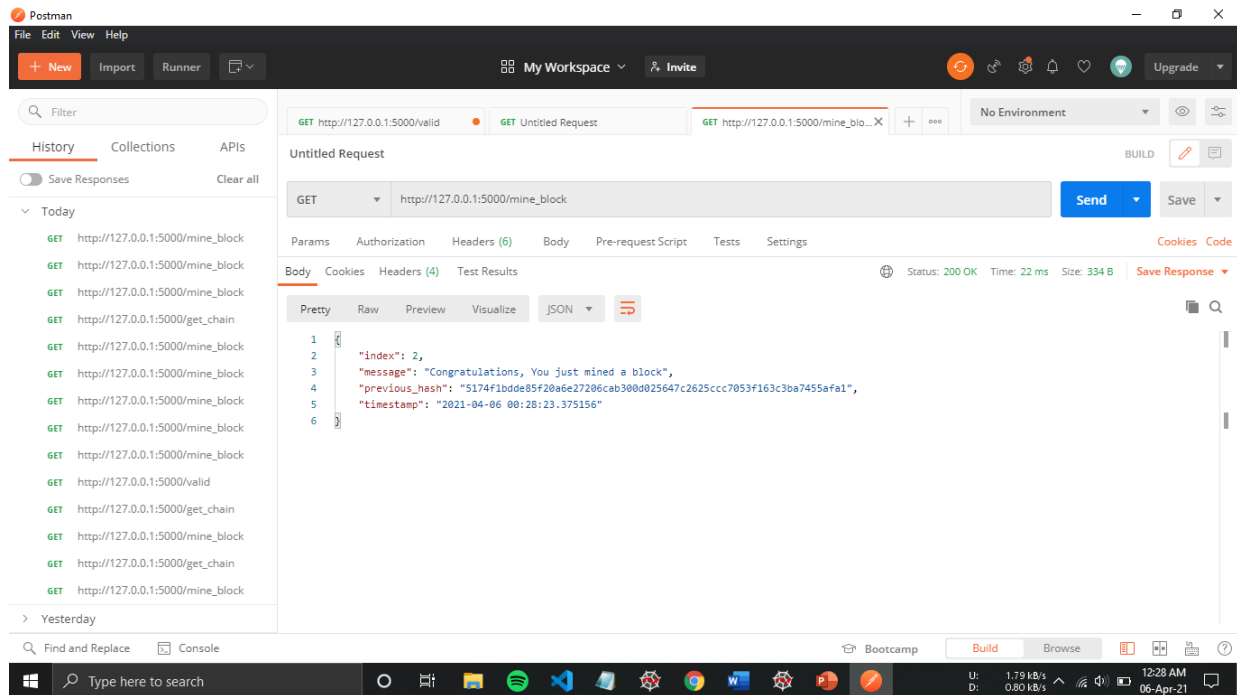 Postman
File Edit View Help
+ New Import Runner My Workspace Invite Upgrade
Filter
GET http://127.0.0.1:5000/valid GET Untitled Request GET http://127.0.0.1:5000/mine_blo... No Environment
History Collections APIs
Untitled Request BUILD
Save Responses Clear all
GET http://127.0.0.1:5000/mine_block Send Save
Today
GET http://127.0.0.1:5000/mine_block
Params Authorization Headers (6) Body Pre-request Script Tests Settings Cookies Code
GET http://127.0.0.1:5000/mine_block
Body Cookies Headers (4) Test Results Status: 200 OK Time: 22 ms Size: 334 B Save Response
GET http://127.0.0.1:5000/mine_block
Pretty Raw Preview Visualize JSON
GET http://127.0.0.1:5000/get_chain
1 {
2 "index": 2,
3 "message": "Congratulations, You just mined a block",
4 "previous_hash": "5174f1bdde85f20a6e27206cab300d025647c2625ccc7053f163c3ba7455afa1",
5 "timestamp": "2021-04-06 00:28:23.375156"
6 }
GET http://127.0.0.1:5000/mine_block
GET http://127.0.0.1:5000/mine_block
GET http://127.0.0.1:5000/mine_block
GET http://127.0.0.1:5000/mine_block
GET http://127.0.0.1:5000/mine_block
GET http://127.0.0.1:5000/valid
GET http://127.0.0.1:5000/get_chain
GET http://127.0.0.1:5000/mine_block
GET http://127.0.0.1:5000/get_chain
GET http://127.0.0.1:5000/mine_block
Yesterday
Find and Replace Console Bootcamp Build Browse
Type here to search
U: 1.79 kB/s
D: 0.80 kB/s
12:28 AM
06-Apr-21